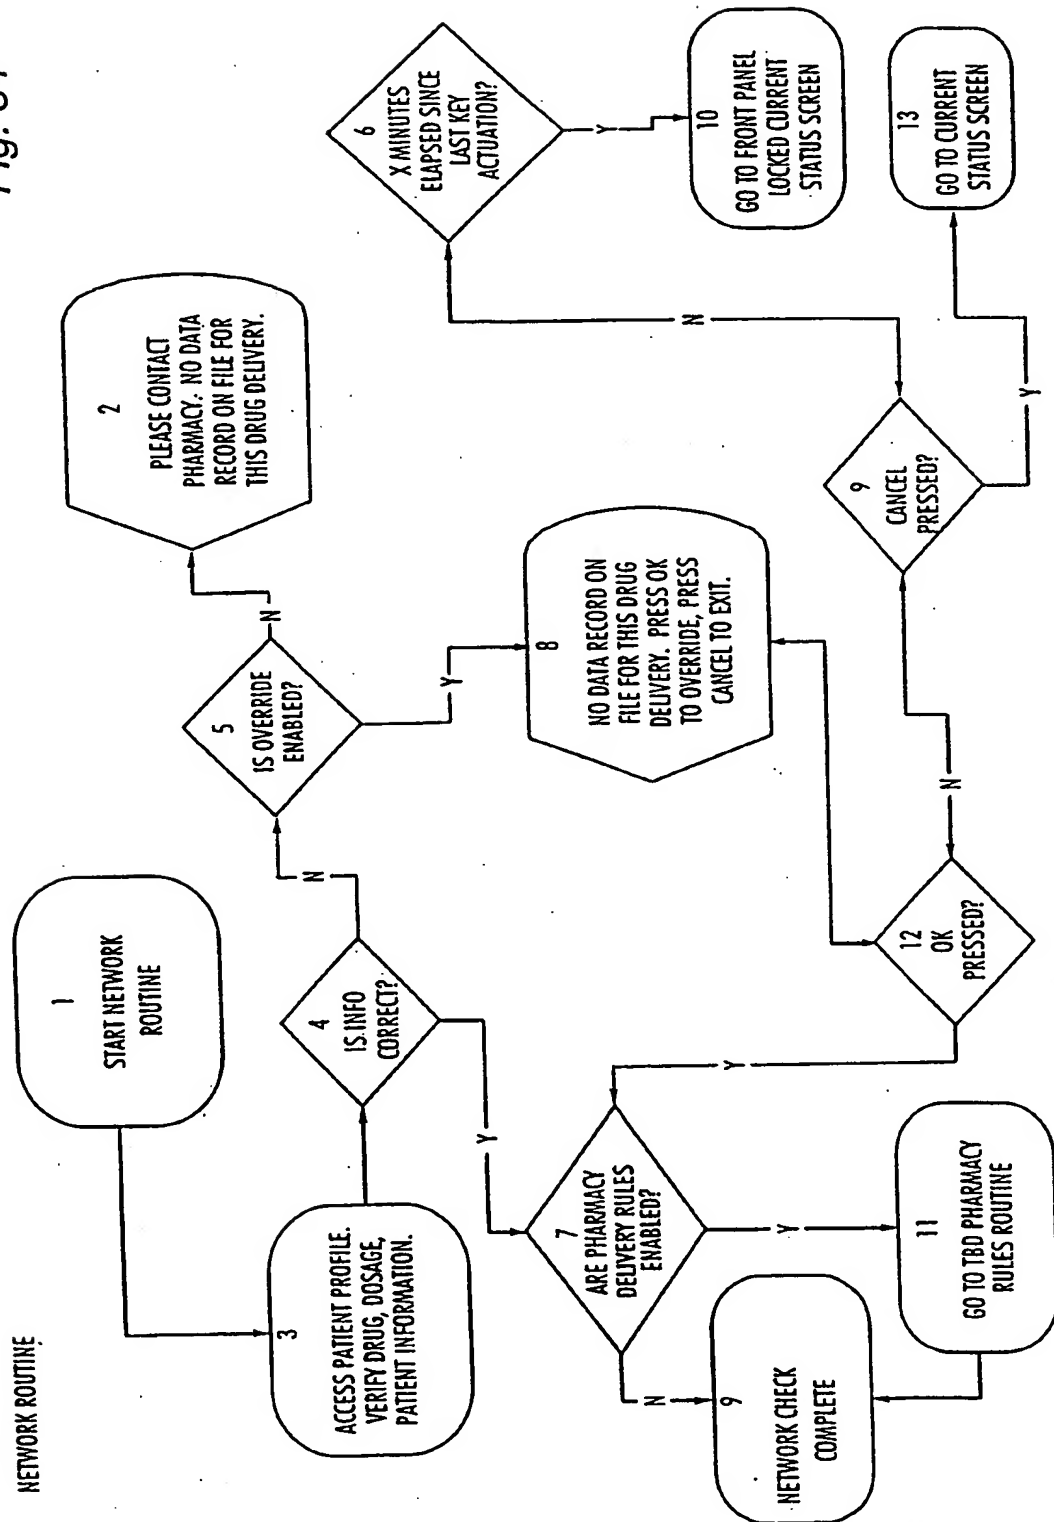 Fig. 61
NETWORK ROUTINE
1
START NETWORK
ROUTINE
3
ACCESS PATIENT PROFILE.
VERIFY DRUG, DOSAGE,
PATIENT INFORMATION.
4
IS INFO
CORRECT?
N
Y
5
IS OVERRIDE
ENABLED?
N
Y
2
PLEASE CONTACT
PHARMACY. NO DATA
RECORD ON FILE FOR
THIS DRUG DELIVERY.
8
NO DATA RECORD ON
FILE FOR THIS DRUG
DELIVERY. PRESS OK
TO OVERRIDE, PRESS
CANCEL TO EXIT.
7
ARE PHARMACY
DELIVERY RULES
ENABLED?
N
Y
9
NETWORK CHECK
COMPLETE
11
GO TO TBD PHARMACY
RULES ROUTINE
12
OK
PRESSED?
Y
N
9
CANCEL
PRESSED?
N
Y
6
X MINUTES
ELAPSED SINCE
LAST KEY
ACTUATION?
Y
10
GO TO FRONT PANEL
LOCKED CURRENT
STATUS SCREEN
13
GO TO CURRENT
STATUS SCREEN